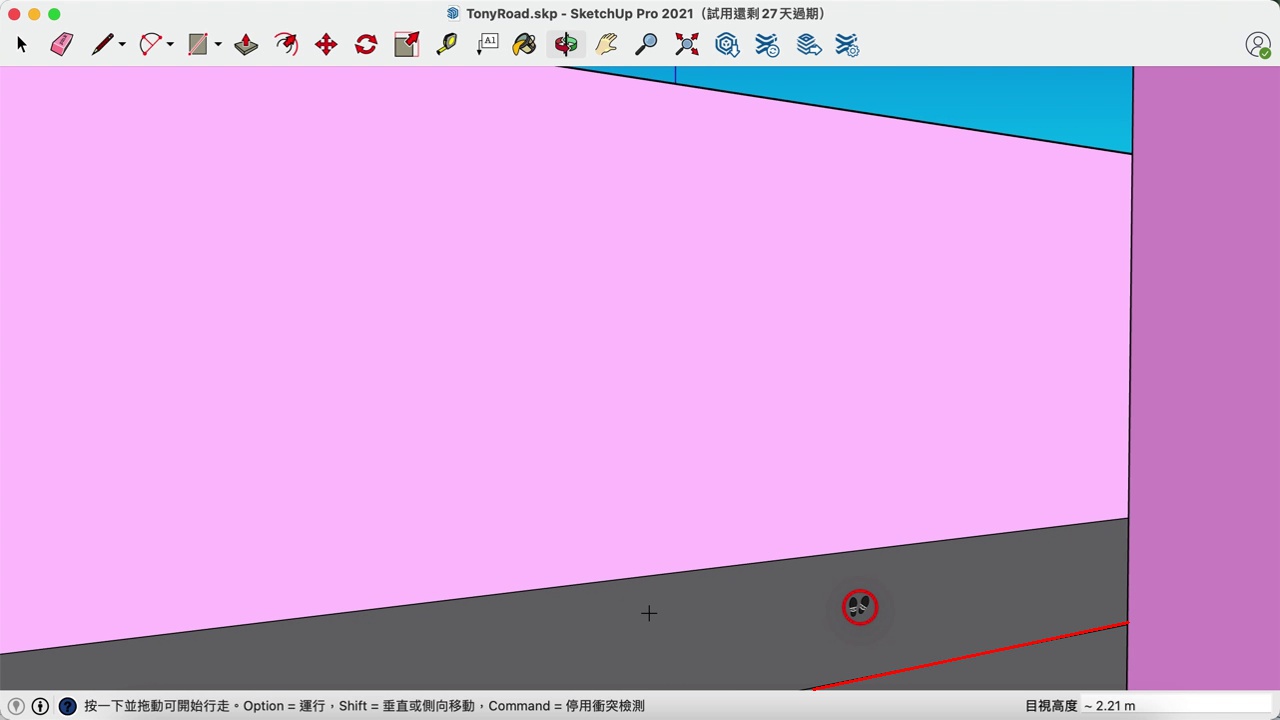 TonyRoad.skp - SketchUp Pro 2021（試用還剩 27 天過期）
A1
按一下並拖動可開始行走。Option = 運行，Shift = 垂直或側向移動，Command = 停用衝突檢測
目視高度 ~ 2.21 m